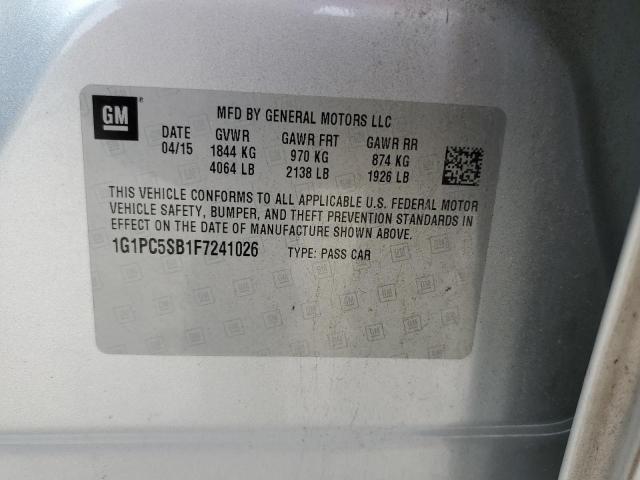 GM ®
MFD BY GENERAL MOTORS LLC
DATE GVWR GAWR FRT GAWR RR
04/15 1844 KG 970 KG 874 KG
4064 LB 2138 LB 1926 LB
THIS VEHICLE CONFORMS TO ALL APPLICABLE U.S. FEDERAL MOTOR
VEHICLE SAFETY, BUMPER, AND THEFT PREVENTION STANDARDS IN
EFFECT ON THE DATE OF MANUFACTURE SHOWN ABOVE.
1G1PC5SB1F7241026 TYPE: PASS CAR